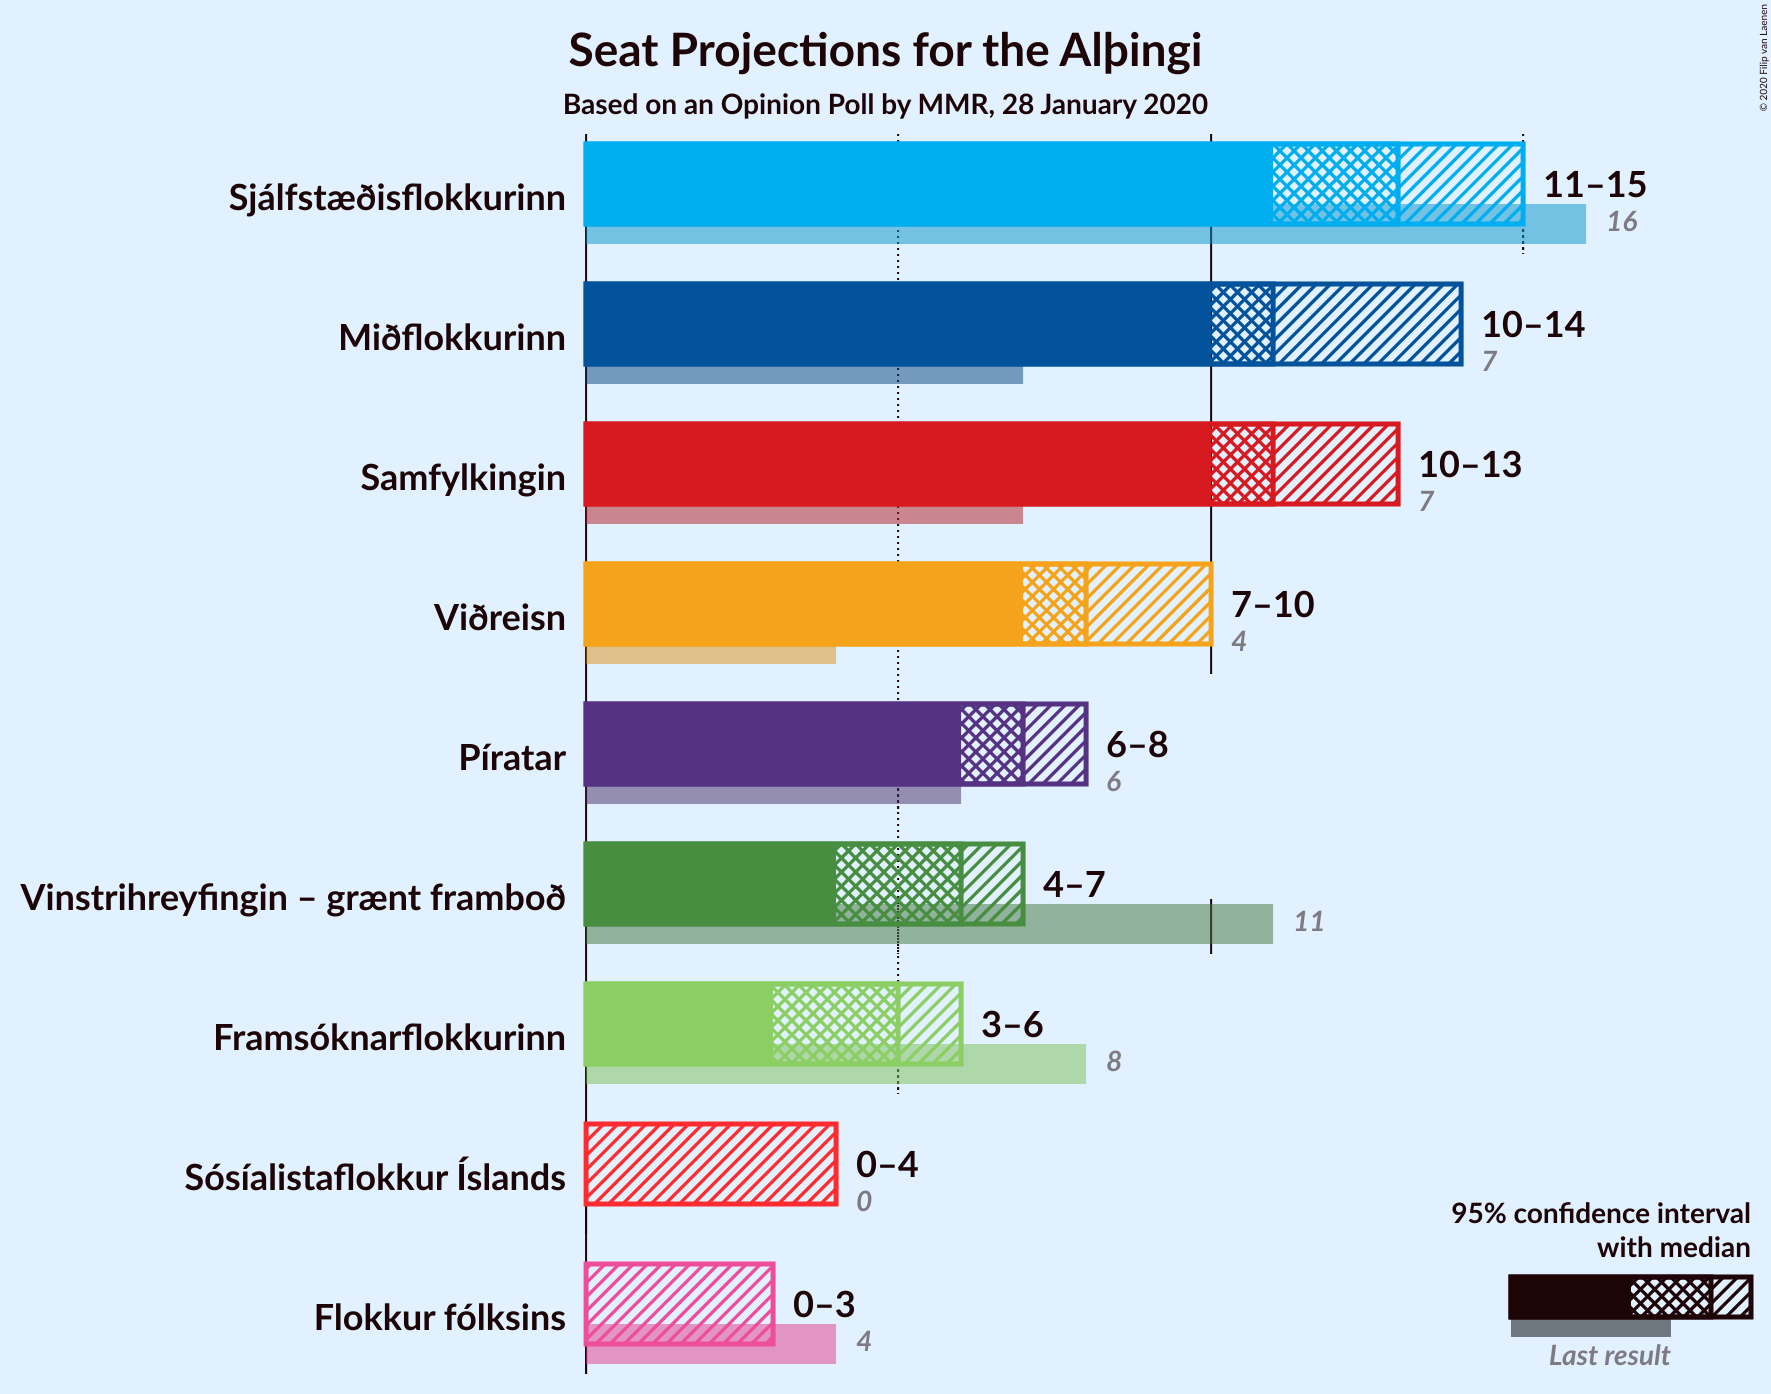 Seat Projections for the Alþingi
Based on an Opinion Poll by MMR, 28 January 2020
© 2020 Filip van Laenen
Sjálfstæðisflokkurinn
11–15
16
Miðflokkurinn
10–14
7
Samfylkingin
10–13
7
Viðreisn
7–10
4
Píratar
6–8
6
Vinstrihreyfingin – grænt framboð
4–7
11
Framsóknarflokkurinn
3–6
8
Sósíalistaflokkur Íslands
0–4
0
Flokkur fólksins
0–3
4
95% confidence interval
with median
Last result